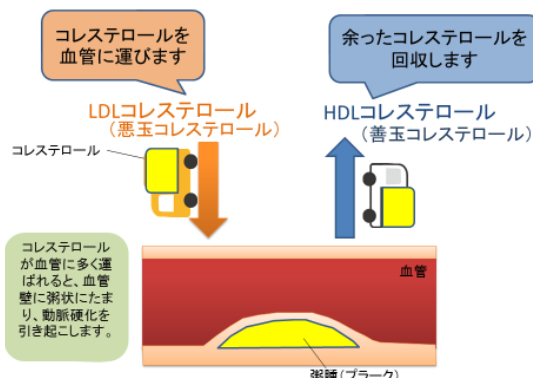 コレステロールを
血管に運びます
余ったコレステロールを
回収します
LDLコレステロール
（悪玉コレステロール）
HDLコレステロール
（善玉コレステロール）
コレステロール
コレステロール
が血管に多く運
ばれると、血管
壁に粥状にたま
り、動脈硬化を
引き起こします。
血管
粥腫（プラーク）